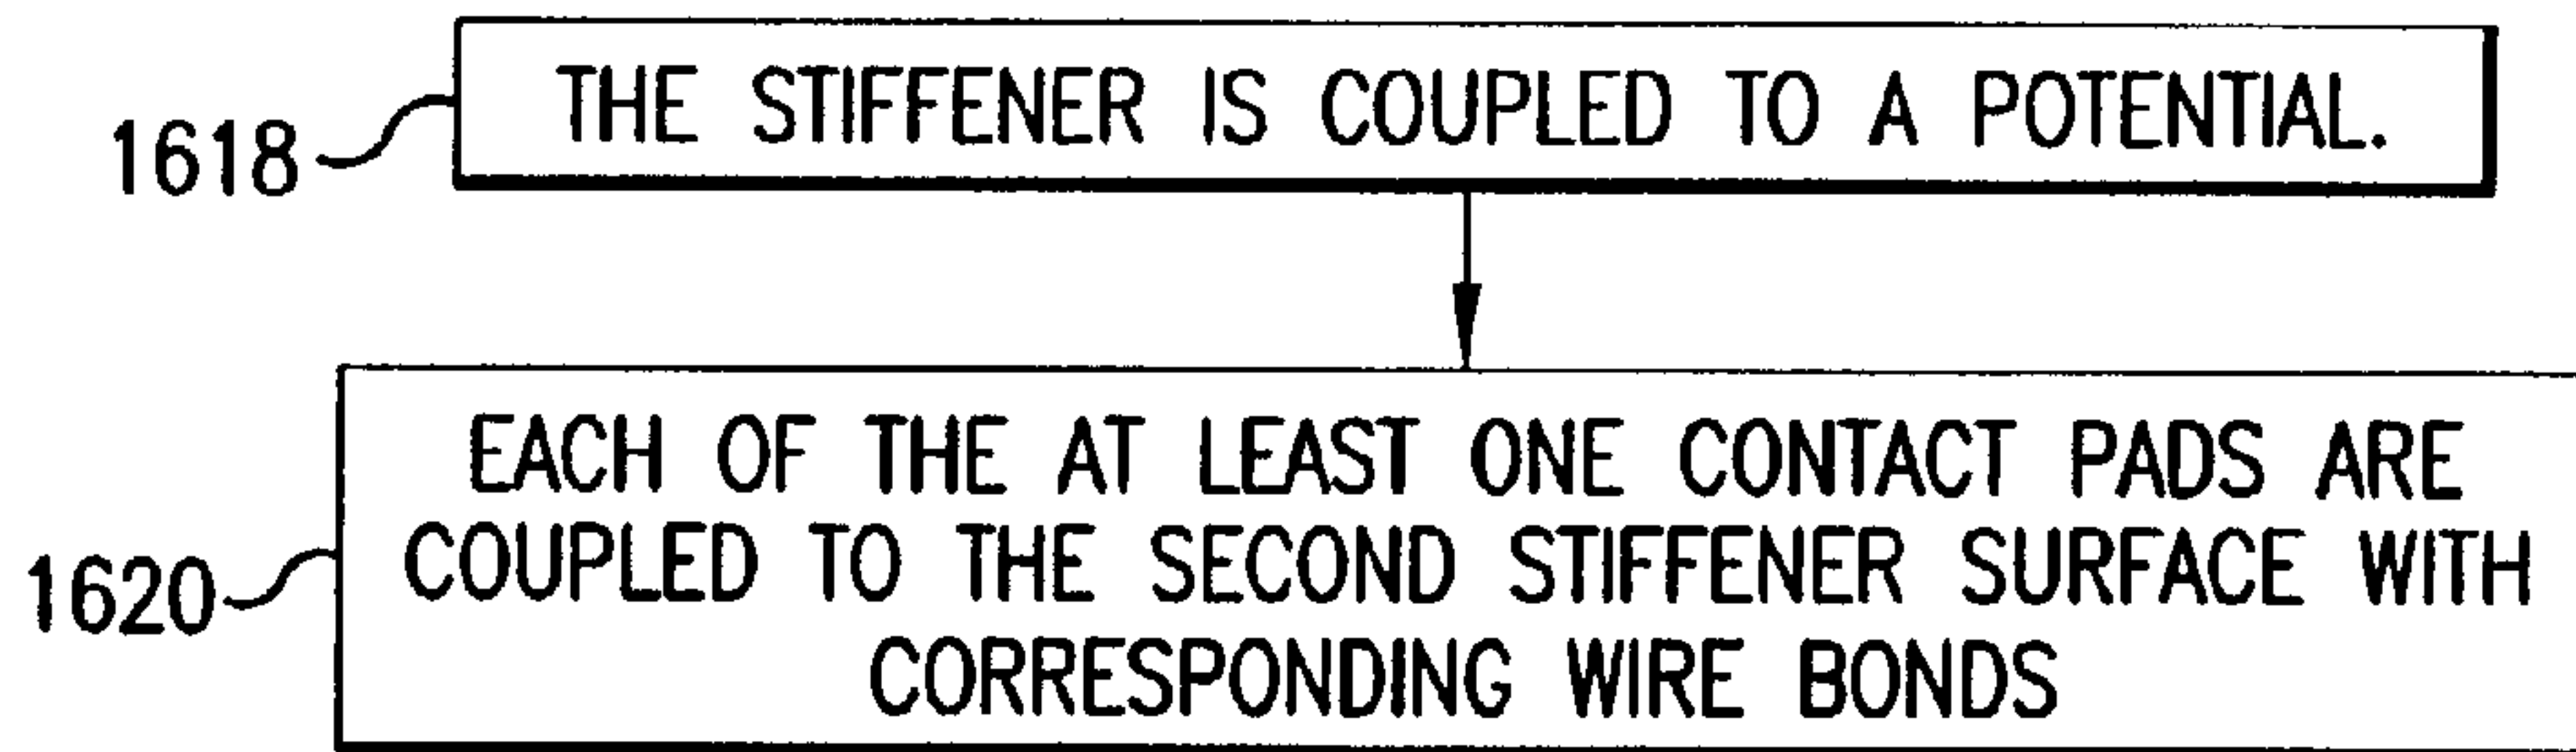 1618
THE STIFFENER IS COUPLED TO A POTENTIAL.
1620
EACH OF THE AT LEAST ONE CONTACT PADS ARE
COUPLED TO THE SECOND STIFFENER SURFACE WITH
CORRESPONDING WIRE BONDS